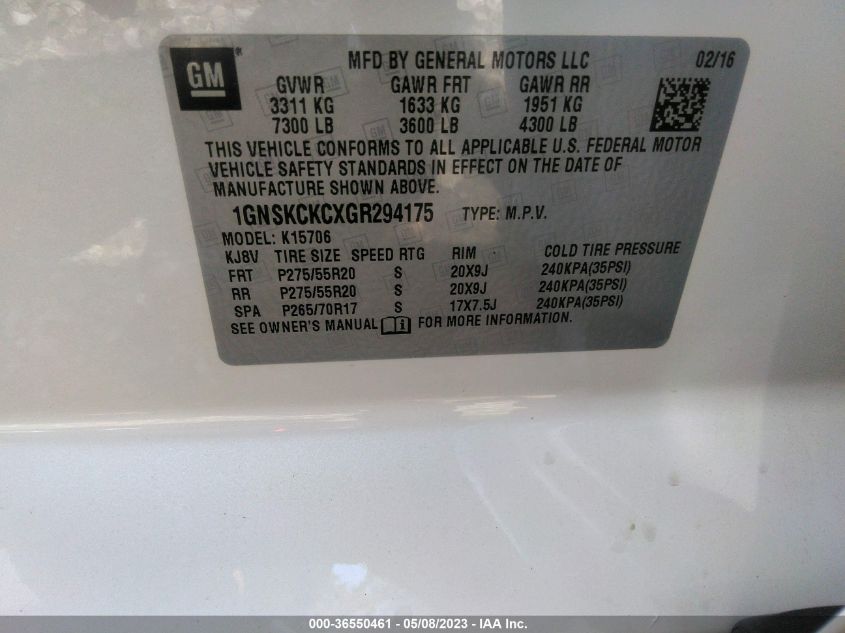 GM
MFD BY GENERAL MOTORS LLC 02/16
GVWR GAWR FRT GAWR RR
3311 KG 1633 KG 1951 KG
7300 LB 3600 LB 4300 LB
THIS VEHICLE CONFORMS TO ALL APPLICABLE U.S. FEDERAL MOTOR
VEHICLE SAFETY STANDARDS IN EFFECT ON THE DATE OF
MANUFACTURE SHOWN ABOVE.
1GNSKCKCXGR294175 TYPE: M.P.V.
MODEL: K15706
KJ8V TIRE SIZE SPEED RTG RIM COLD TIRE PRESSURE
FRT P275/55R20 S 20X9J 240KPA(35PSI)
RR P275/55R20 S 20X9J 240KPA(35PSI)
SPA P265/70R17 S 17X7.5J 240KPA(35PSI)
SEE OWNER'S MANUAL FOR MORE INFORMATION.
000-36550461 - 05/08/2023 - IAA Inc.